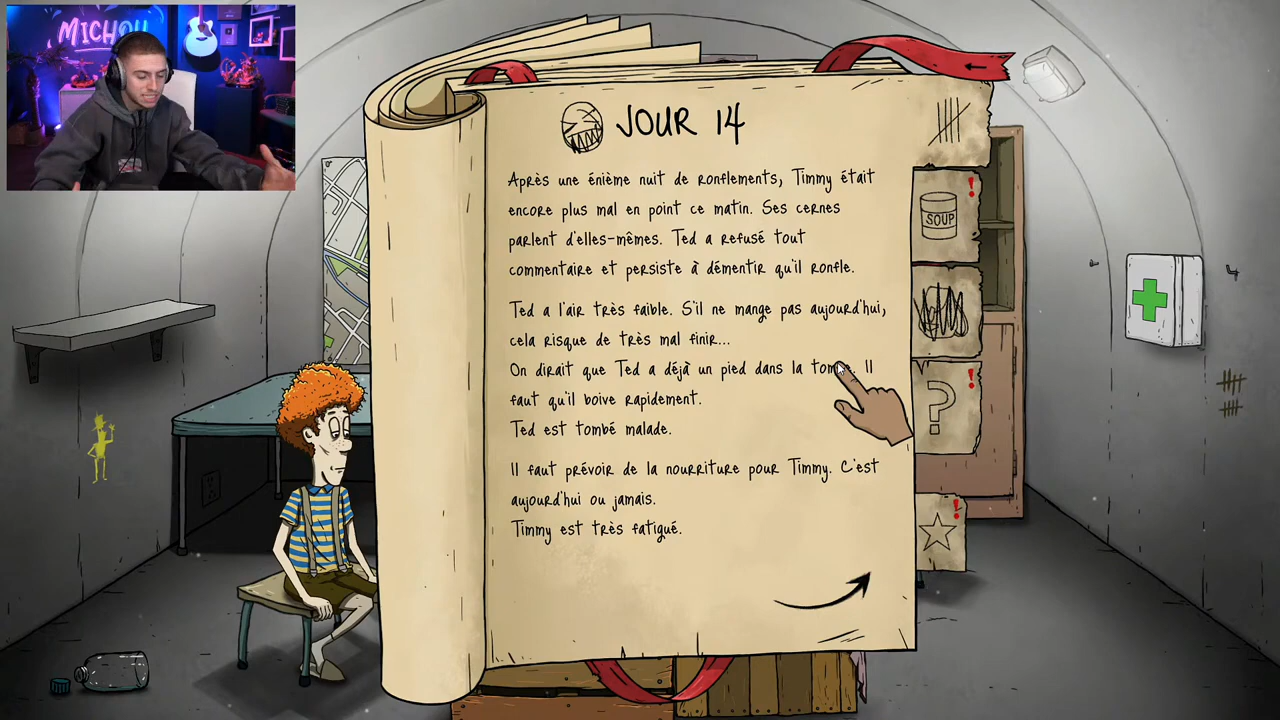 MICHOU
JOUR 14
Après une énième nuit de ronflements, Timmy était
encore plus mal en point ce matin. Ses cernes
parlent d'elles-mêmes. Ted a refusé tout
commentaire et persiste à démentir qu'il ronfle.
Ted a l'air très faible. S'il ne mange pas aujourd'hui,
cela risque de très mal finir...
On dirait que Ted a déjà un pied dans la tombe. Il
faut qu'il boive rapidement.
Ted est tombé malade.
Il faut prévoir de la nourriture pour Timmy. C'est
aujourd'hui ou jamais.
Timmy est très fatigué.
!
SOUP
!
?
!